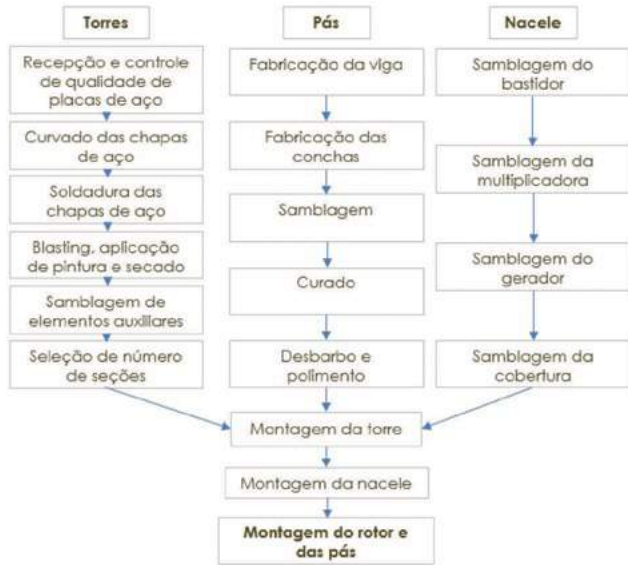 Torres
Recepção e controle
de qualidade de
placas de aço
Curvado das chapas
de aço
Soldadura das
chapas de aço
Blasting, aplicação
de pintura e secado
Samblagem de
elementos auxiliares
Seleção de número
de seções
Pás
Fabricação da viga
Fabricação das
conchas
Samblagem
Curado
Desbarbo e
polimento
Nacele
Samblagem do
bastidor
Samblagem da
multiplicadora
Samblagem do
gerador
Samblagem da
cobertura
Montagem da torre
Montagem da nacele
Montagem do rotor e
das pás